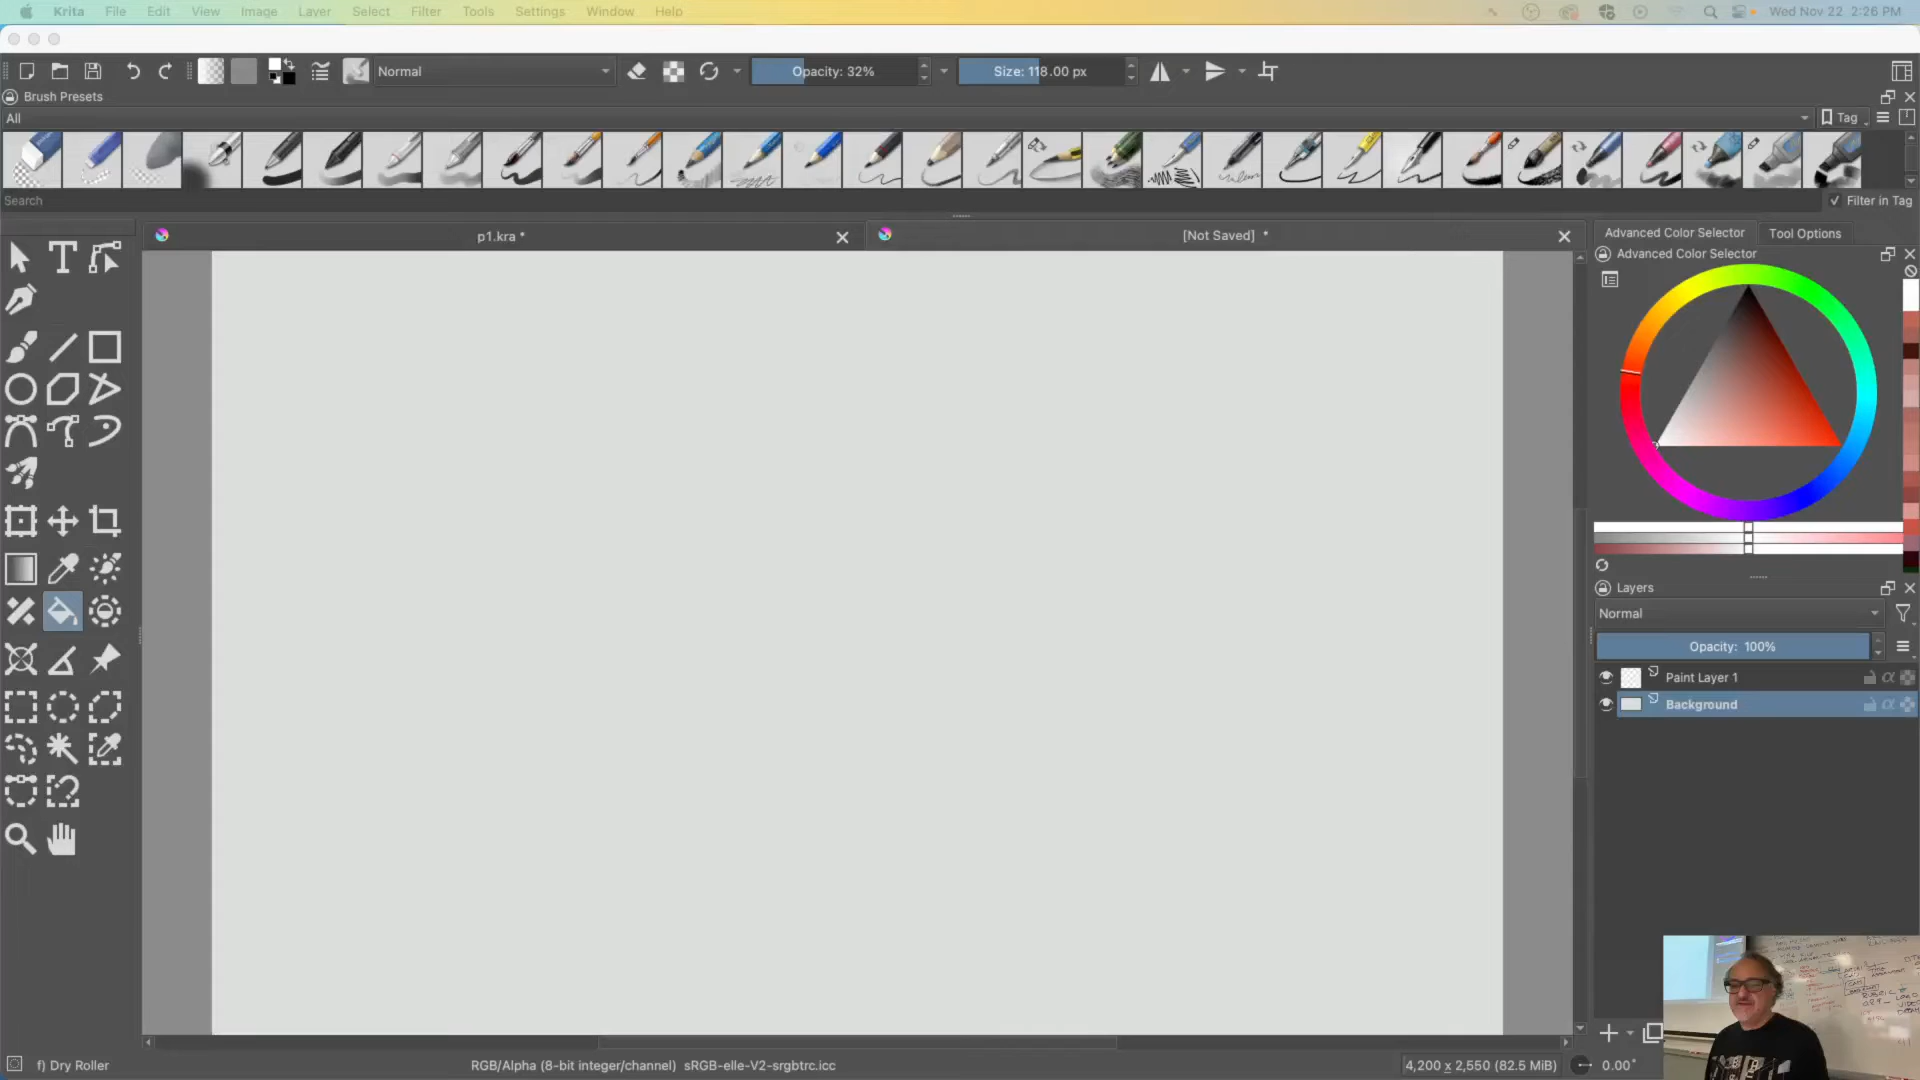 Krita File Edit View Image Layer Select Filter Tools Settings Window Help Wed Nov 22 2:26 PM
Normal Opacity: 32% Size: 118.00 px
Brush Presets
All Tag
Search Filter in Tag
p1.kra * [Not Saved] *
Advanced Color Selector Tool Options
Advanced Color Selector
T
Layers
Normal
Opacity: 100%
Paint Layer 1
Background
f) Dry Roller RGB/Alpha (8-bit integer/channel) sRGB-elle-V2-srgbtrc.icc 4,200 x 2,550 (82.5 MiB) 0.00°